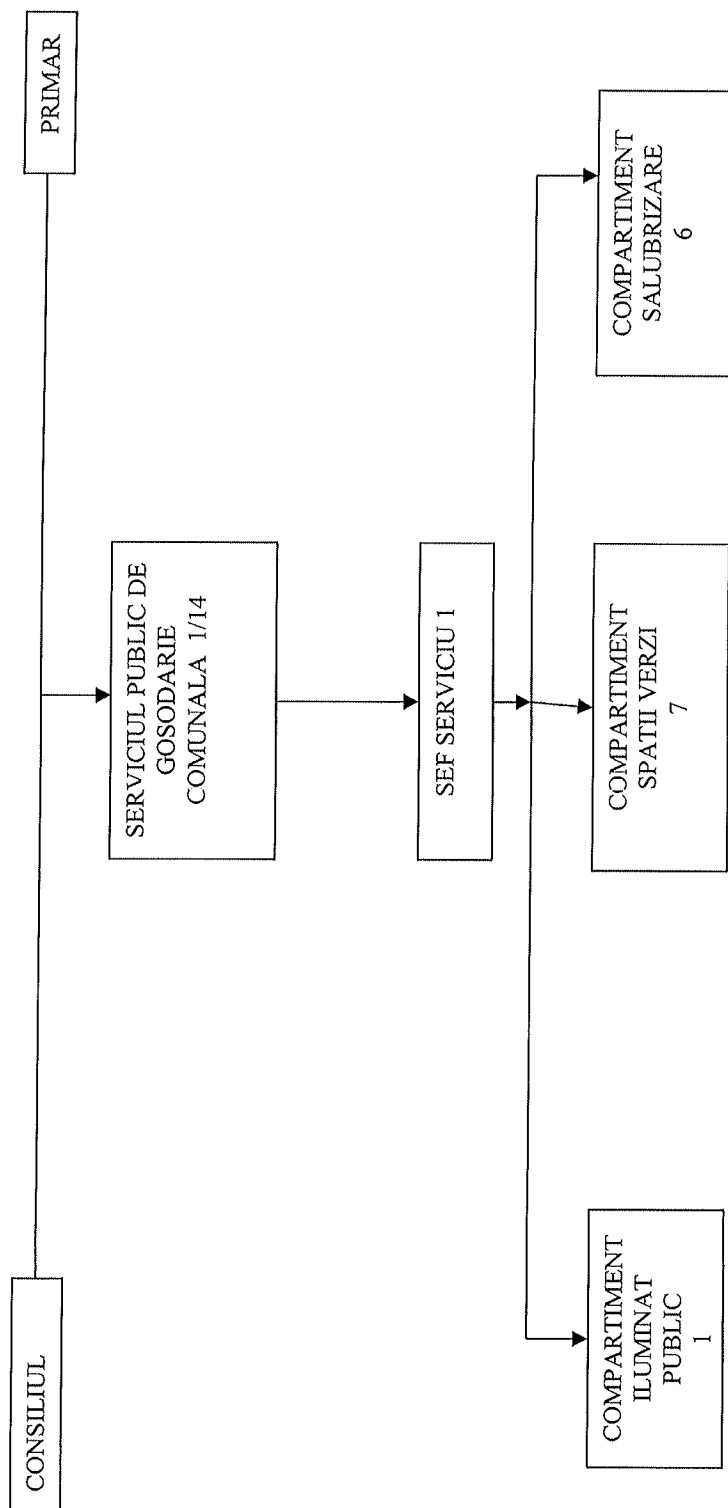 CONSILIUL
PRIMAR
SERVICIUL PUBLIC DE
GOSODARIE
COMUNALA 1/14
SEF SERVICIU 1
COMPARTIMENT
ILUMINAT
PUBLIC
1
COMPARTIMENT
SPATII VERZI
7
COMPARTIMENT
SALUBRIZARE
6